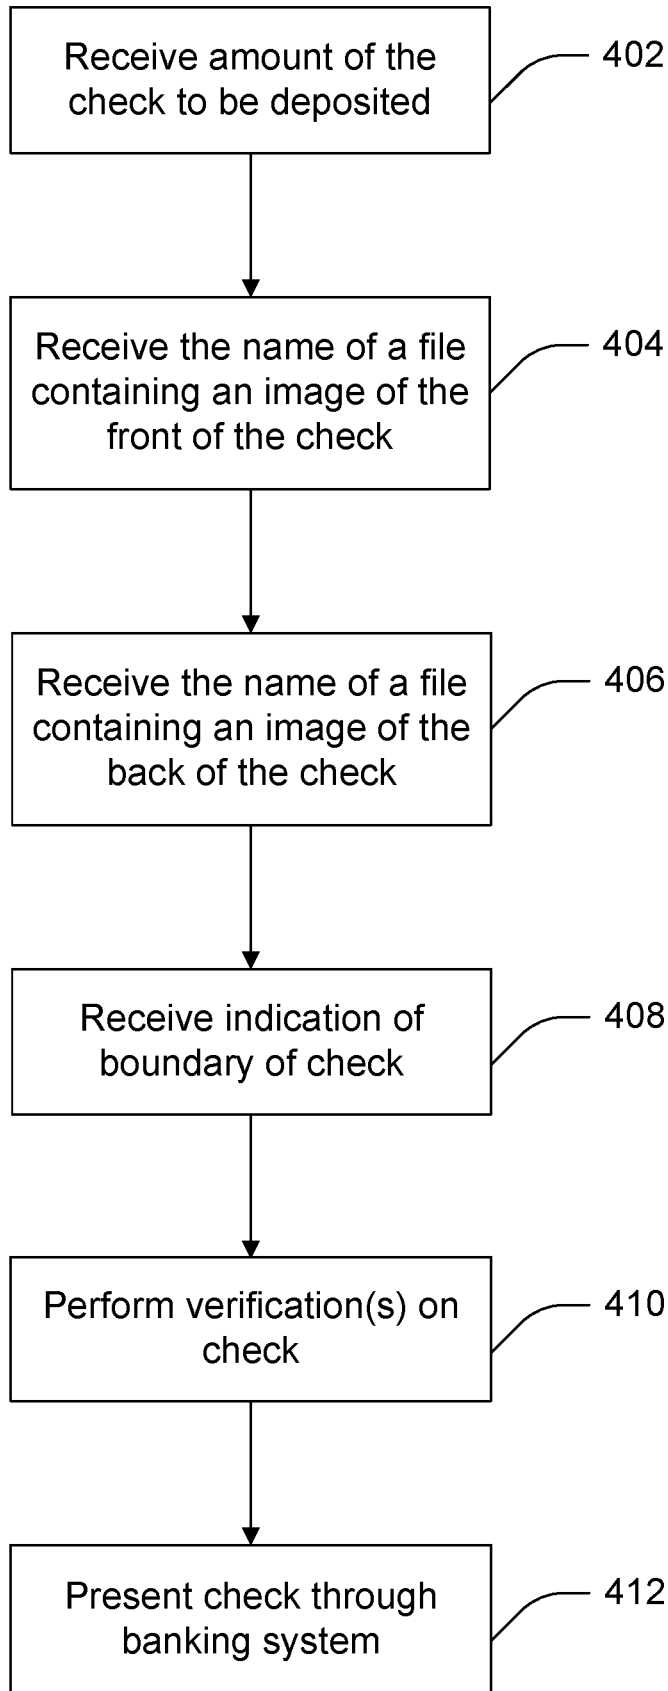 Receive amount of the
check to be deposited
402
Receive the name of a file
containing an image of the
front of the check
404
Receive the name of a file
containing an image of the
back of the check
406
Receive indication of
boundary of check
408
Perform verification(s) on
check
410
Present check through
banking system
412